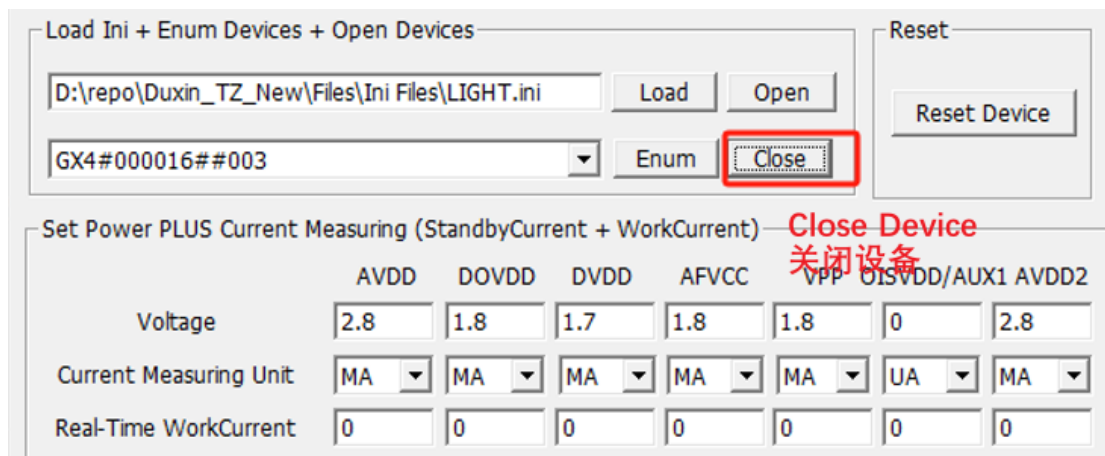 Load Ini + Enum Devices + Open Devices
Reset
D:\repo\Duxin_TZ_New\Files\Ini Files\LIGHT.ini
Load
Open
Reset Device
GX4#000016##003
Enum
Close
Set Power PLUS Current Measuring (StandbyCurrent + WorkCurrent)
Close Device
关闭设备
AVDD DOVDD DVDD AFVCC VPP OISVDD/AUX1 AVDD2
Voltage 2.8 1.8 1.7 1.8 1.8 0 2.8
Current Measuring Unit MA MA MA MA MA UA MA
Real-Time WorkCurrent 0 0 0 0 0 0 0